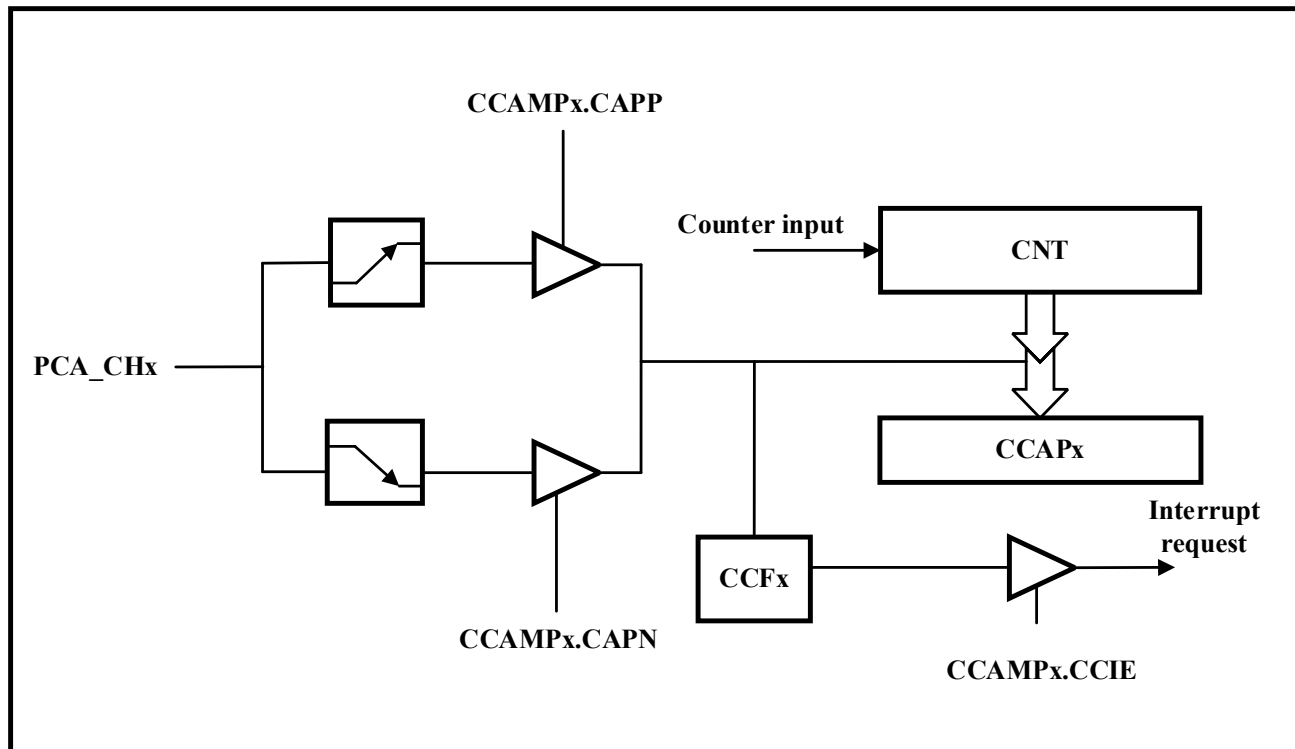 CCAMPx.CAPP
Counter input
CNT
PCA_CHx
CCAPx
Interrupt
request
CCFx
CCAMPx.CAPN
CCAMPx.CCIE